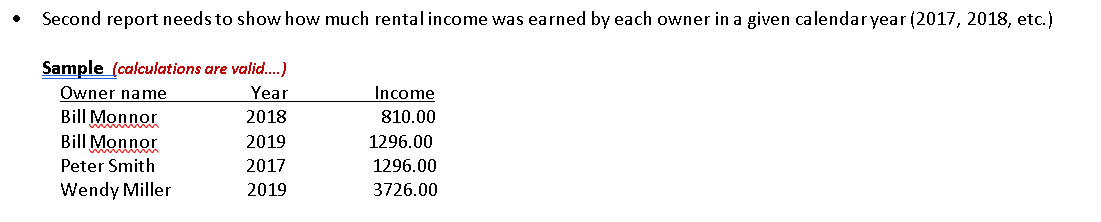 • Second report needs to show how much rental income was earned by each owner in a given calendar year (2017, 2018, etc.)
Sample (calculations are valid....)
Owner name Year Income
Bill Monnor 2018 810.00
Bill Monnor 2019 1296.00
Peter Smith 2017 1296.00
Wendy Miller 2019 3726.00